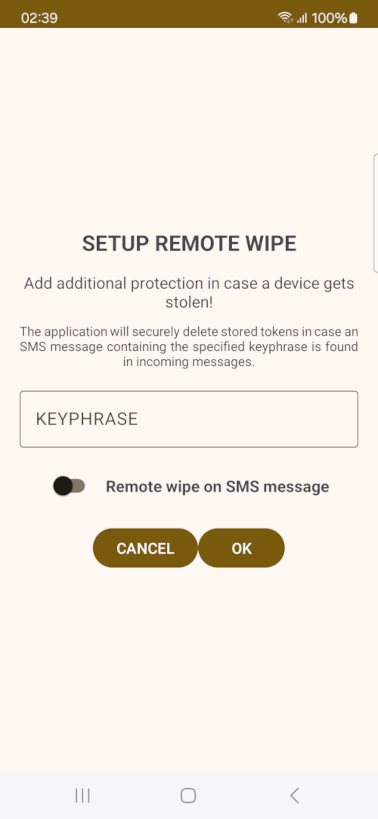 02:39
100%
SETUP REMOTE WIPE
Add additional protection in case a device gets
stolen!
The application will securely delete stored tokens in case an
SMS message containing the specified keyphrase is found
in incoming messages.
KEYPHRASE
Remote wipe on SMS message
CANCEL OK